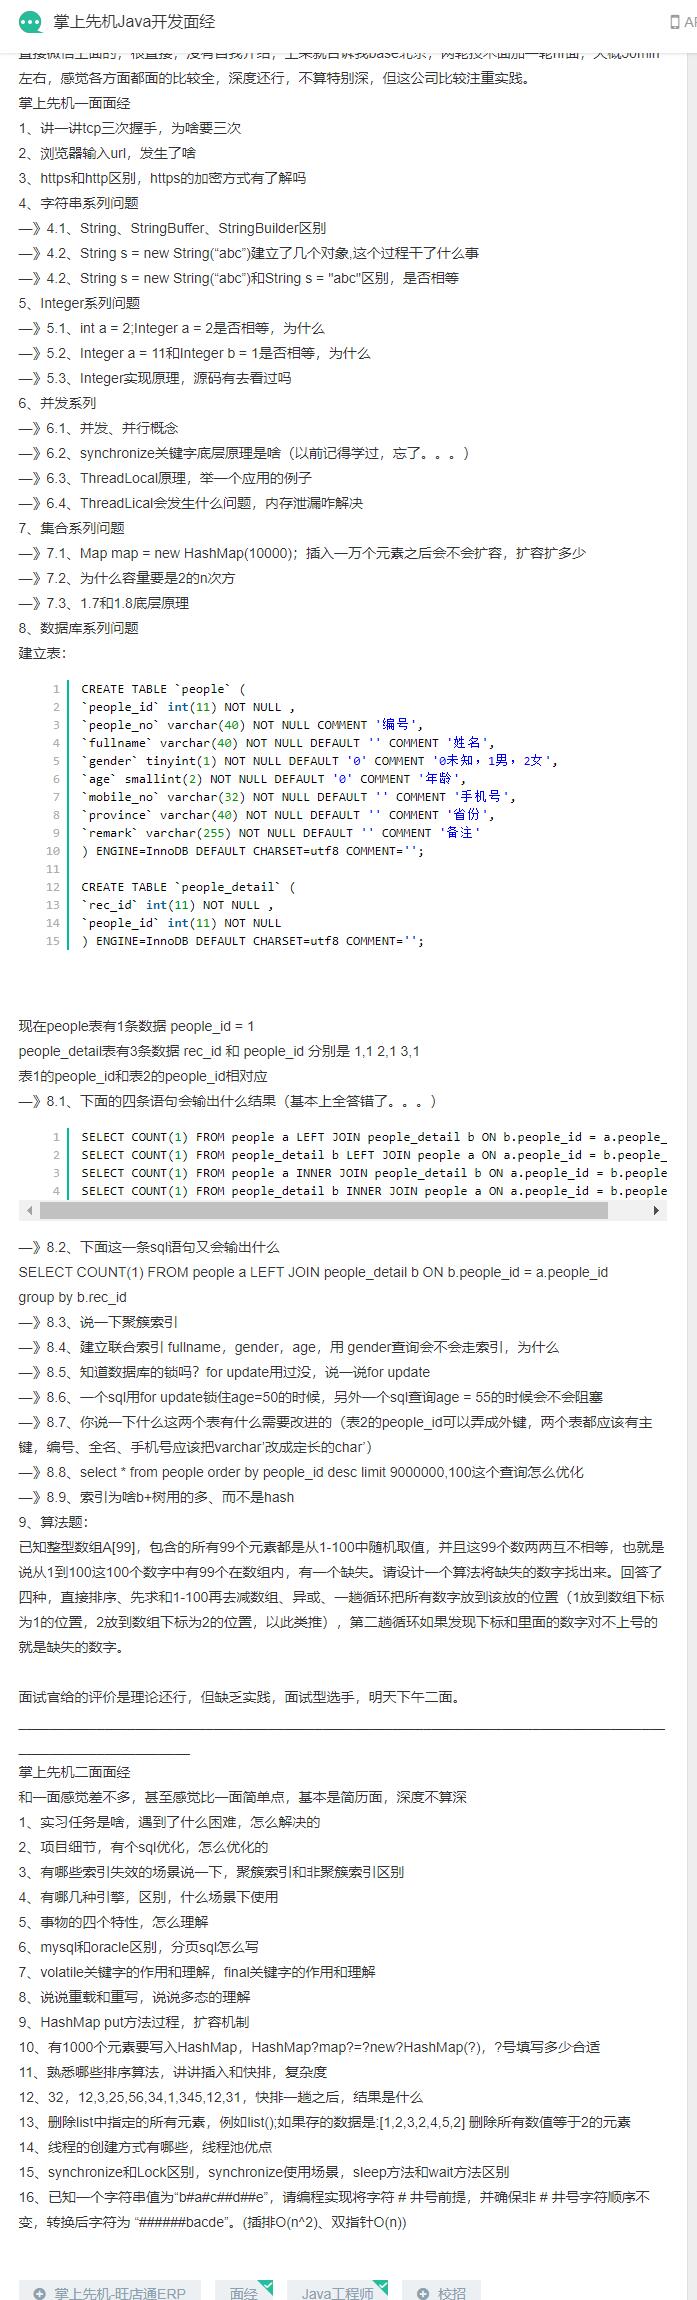 掌上先机Java开发面经
直接微信上面的，很直接，没有自我介绍，上来就告诉我base北京，两轮技术面加一轮hr面，大概50min
左右，感觉各方面都面的比较全，深度还行，不算特别深，但这公司比较注重实践。
掌上先机一面面经
1、讲一讲tcp三次握手，为啥要三次
2、浏览器输入url，发生了啥
3、https和http区别，https的加密方式有了解吗
4、字符串系列问题
—》4.1、String、StringBuffer、StringBuilder区别
—》4.2、String s = new String(“abc”)建立了几个对象,这个过程干了什么事
—》4.2、String s = new String(“abc”)和String s = "abc"区别，是否相等
5、Integer系列问题
—》5.1、int a = 2;Integer a = 2是否相等，为什么
—》5.2、Integer a = 11和Integer b = 1是否相等，为什么
—》5.3、Integer实现原理，源码有去看过吗
6、并发系列
—》6.1、并发、并行概念
—》6.2、synchronize关键字底层原理是啥（以前记得学过，忘了。。。）
—》6.3、ThreadLocal原理，举一个应用的例子
—》6.4、ThreadLical会发生什么问题，内存泄漏咋解决
7、集合系列问题
—》7.1、Map map = new HashMap(10000)；插入一万个元素之后会不会扩容，扩容扩多少
—》7.2、为什么容量要是2的n次方
—》7.3、1.7和1.8底层原理
8、数据库系列问题
建立表：
1 CREATE TABLE `people` (
2 `people_id` int(11) NOT NULL ,
3 `people_no` varchar(40) NOT NULL COMMENT '编号',
4 `fullname` varchar(40) NOT NULL DEFAULT '' COMMENT '姓名',
5 `gender` tinyint(1) NOT NULL DEFAULT '0' COMMENT '0未知，1男，2女',
6 `age` smallint(2) NOT NULL DEFAULT '0' COMMENT '年龄',
7 `mobile_no` varchar(32) NOT NULL DEFAULT '' COMMENT '手机号',
8 `province` varchar(40) NOT NULL DEFAULT '' COMMENT '省份',
9 `remark` varchar(255) NOT NULL DEFAULT '' COMMENT '备注'
10 ) ENGINE=InnoDB DEFAULT CHARSET=utf8 COMMENT='';
11
12 CREATE TABLE `people_detail` (
13 `rec_id` int(11) NOT NULL ,
14 `people_id` int(11) NOT NULL
15 ) ENGINE=InnoDB DEFAULT CHARSET=utf8 COMMENT='';
现在people表有1条数据 people_id = 1
people_detail表有3条数据 rec_id 和 people_id 分别是 1,1 2,1 3,1
表1的people_id和表2的people_id相对应
—》8.1、下面的四条语句会输出什么结果（基本上全答错了。。。）
1 SELECT COUNT(1) FROM people a LEFT JOIN people_detail b ON b.people_id = a.people_
2 SELECT COUNT(1) FROM people_detail b LEFT JOIN people a ON a.people_id = b.people_
3 SELECT COUNT(1) FROM people a INNER JOIN people_detail b ON a.people_id = b.people
4 SELECT COUNT(1) FROM people_detail b INNER JOIN people a ON a.people_id = b.people
—》8.2、下面这一条sql语句又会输出什么
SELECT COUNT(1) FROM people a LEFT JOIN people_detail b ON b.people_id = a.people_id
group by b.rec_id
—》8.3、说一下聚簇索引
—》8.4、建立联合索引 fullname，gender，age，用 gender查询会不会走索引，为什么
—》8.5、知道数据库的锁吗？for update用过没，说一说for update
—》8.6、一个sql用for update锁住age=50的时候，另外一个sql查询age = 55的时候会不会阻塞
—》8.7、你说一下什么这两个表有什么需要改进的（表2的people_id可以弄成外键，两个表都应该有主
键，编号、全名、手机号应该把varchar’改成定长的char’）
—》8.8、select * from people order by people_id desc limit 9000000,100这个查询怎么优化
—》8.9、索引为啥b+树用的多、而不是hash
9、算法题：
已知整型数组A[99]，包含的所有99个元素都是从1-100中随机取值，并且这99个数两两互不相等，也就是
说从1到100这100个数字中有99个在数组内，有一个缺失。请设计一个算法将缺失的数字找出来。回答了
四种，直接排序、先求和1-100再去减数组、异或、一趟循环把所有数字放到该放的位置（1放到数组下标
为1的位置，2放到数组下标为2的位置，以此类推），第二趟循环如果发现下标和里面的数字对不上号的
就是缺失的数字。
面试官给的评价是理论还行，但缺乏实践，面试型选手，明天下午二面。
掌上先机二面面经
和一面感觉差不多，甚至感觉比一面简单点，基本是简历面，深度不算深
1、实习任务是啥，遇到了什么困难，怎么解决的
2、项目细节，有个sql优化，怎么优化的
3、有哪些索引失效的场景说一下，聚簇索引和非聚簇索引区别
4、有哪几种引擎，区别，什么场景下使用
5、事物的四个特性，怎么理解
6、mysql和oracle区别，分页sql怎么写
7、volatile关键字的作用和理解，final关键字的作用和理解
8、说说重载和重写，说说多态的理解
9、HashMap put方法过程，扩容机制
10、有1000个元素要写入HashMap，HashMap?map?=?new?HashMap(?)，?号填写多少合适
11、熟悉哪些排序算法，讲讲插入和快排，复杂度
12、32，12,3,25,56,34,1,345,12,31，快排一趟之后，结果是什么
13、删除list中指定的所有元素，例如list();如果存的数据是:[1,2,3,2,4,5,2] 删除所有数值等于2的元素
14、线程的创建方式有哪些，线程池优点
15、synchronize和Lock区别，synchronize使用场景，sleep方法和wait方法区别
16、已知一个字符串值为“b#a#c##d##e”，请编程实现将字符 # 井号前提，并确保非 # 井号字符顺序不
变，转换后字符为 “######bacde”。(插排O(n^2)、双指针O(n))
掌上先机-旺店通ERP 面经 Java工程师 校招